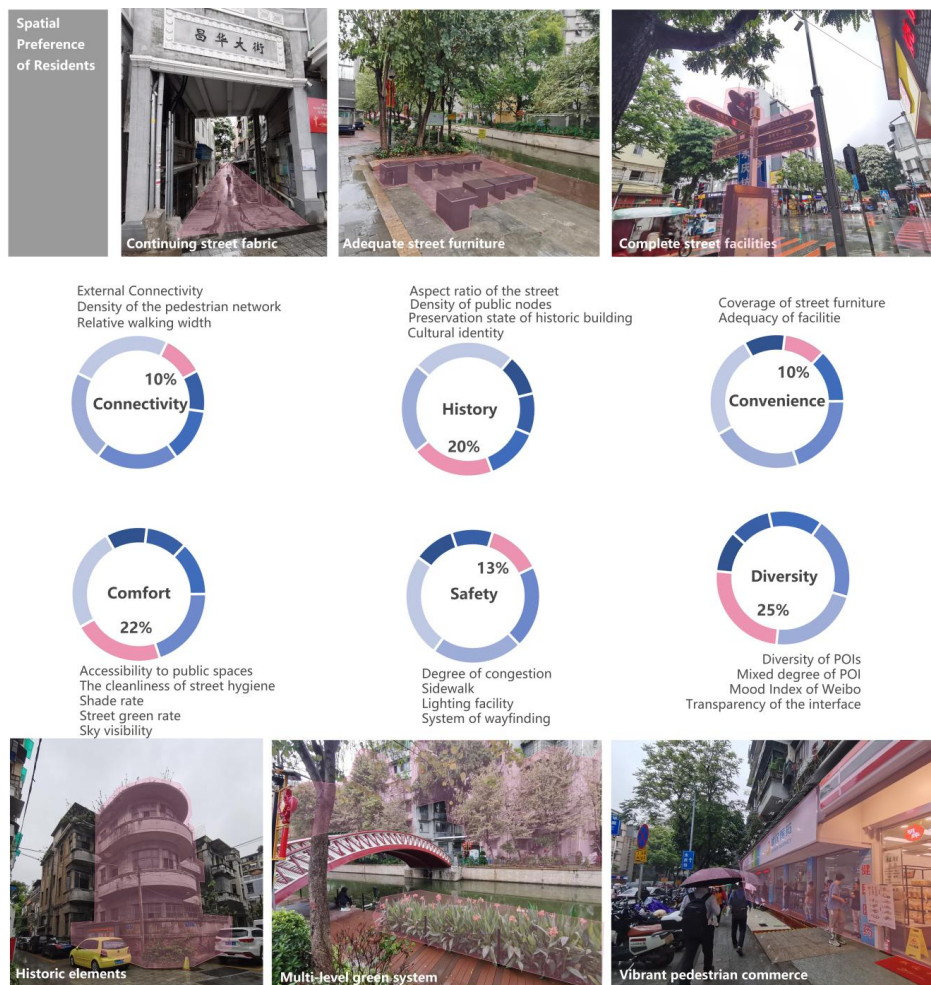 Spatial
Preference
of Residents
昌华大街
Continuing street fabric
Adequate street furniture
Complete street facilities
External Connectivity
Density of the pedestrian network
Relative walking width
Aspect ratio of the street
Density of public nodes
Preservation state of historic building
Cultural identity
Coverage of street furniture
Adequacy of facilitie
10%
Connectivity
History
20%
10%
Convenience
Comfort
22%
13%
Safety
Diversity
25%
Accessibility to public spaces
The cleanliness of street hygiene
Shade rate
Street green rate
Sky visibility
Degree of congestion
Sidewalk
Lighting facility
System of wayfinding
Diversity of POIs
Mixed degree of POI
Mood Index of Weibo
Transparency of the interface
Historic elements
Multi-level green system
P
Vibrant pedestrian commerce